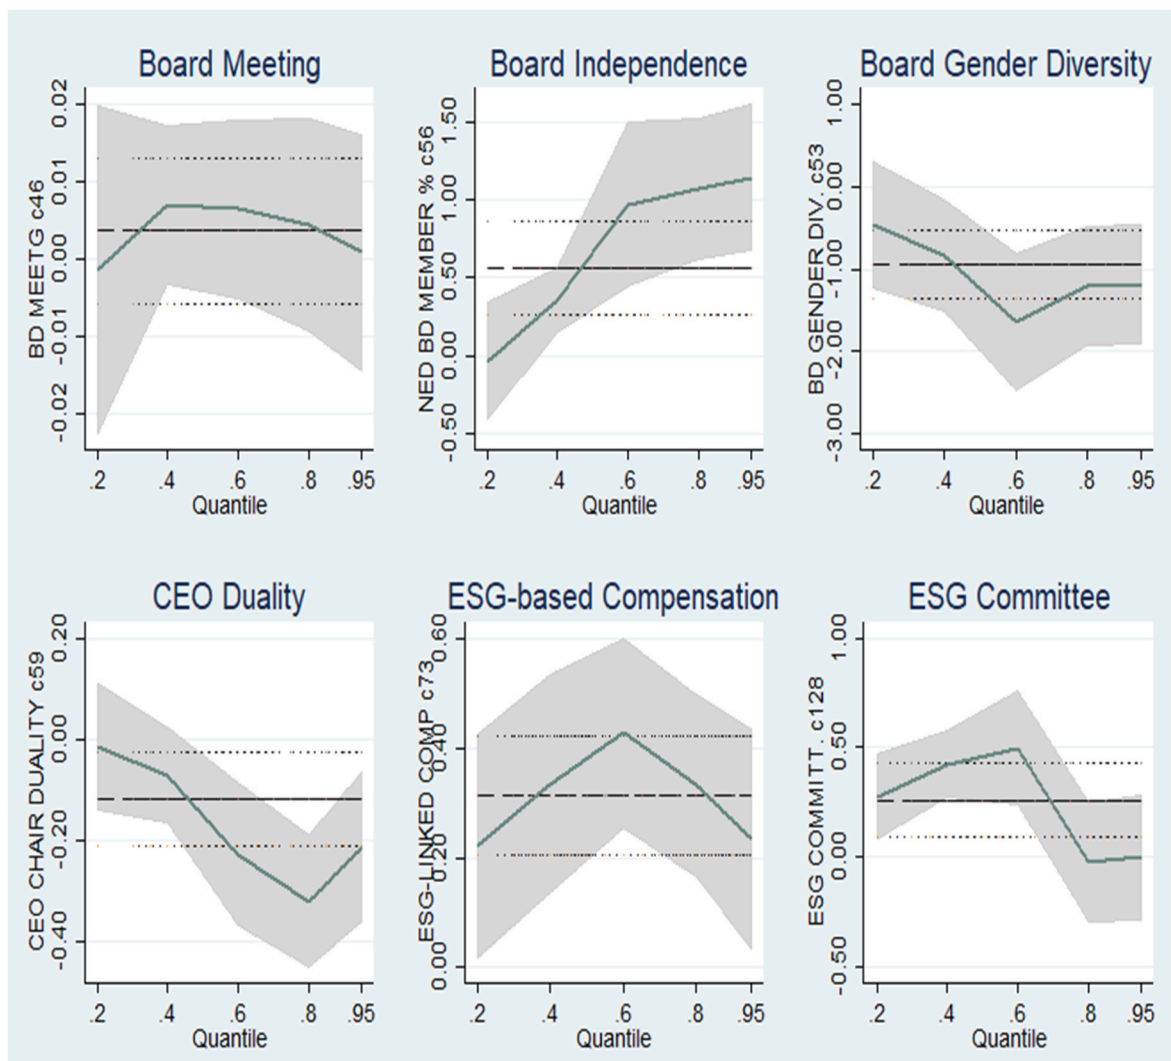 Board Meeting
BD MEETG c46
0.02
0.01
0.00
-0.01
-0.02
.2 .4 .6 .8 .95
Quantile
Board Independence
NED BD MEMBER % c56
1.50
1.00
0.50
0.00
-0.50
.2 .4 .6 .8 .95
Quantile
Board Gender Diversity
BD GENDER DIV. c53
1.00
0.00
-1.00
-2.00
-3.00
.2 .4 .6 .8 .95
Quantile
CEO Duality
CEO CHAIR DUALITY c59
0.20
0.00
-0.20
-0.40
.2 .4 .6 .8 .95
Quantile
ESG-based Compensation
ESG-LINKED COMP c73
0.60
0.40
0.20
0.00
.2 .4 .6 .8 .95
Quantile
ESG Committee
ESG COMMITT. c128
1.00
0.50
0.00
-0.50
.2 .4 .6 .8 .95
Quantile